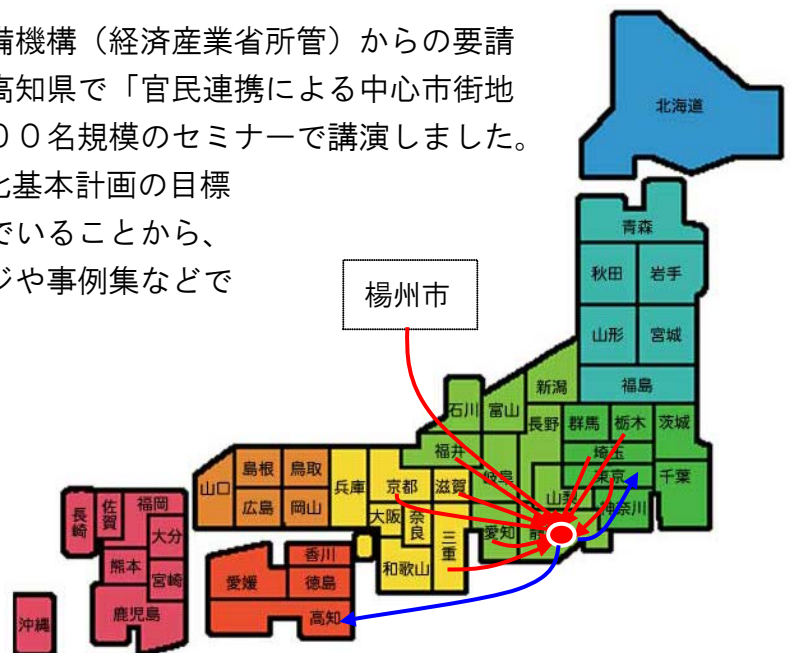 備機構（経済産業省所管）からの要請
高知県で「官民連携による中心市街地
００名規模のセミナーで講演しました。
化基本計画の目標
でいることから、
ジや事例集などで
楊州市
北海道
青森
秋田
岩手
山形
宮城
福島
新潟
石川
富山
長野
群馬
栃木
茨城
福井
岐阜
埼玉
東京
千葉
山梨
神奈川
愛知
静
山口
島根
鳥取
広島
岡山
兵庫
京都
滋賀
大阪
奈良
三重
和歌山
長崎
佐賀
福岡
大分
熊本
宮崎
鹿児島
沖縄
香川
愛媛
徳島
高知